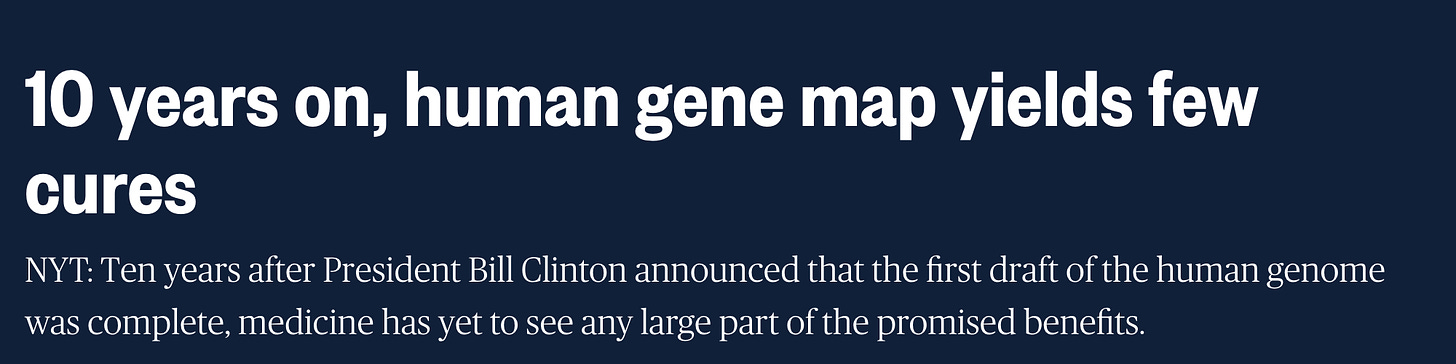 10 years on, human gene map yields few
cures
NYT: Ten years after President Bill Clinton announced that the first draft of the human genome
was complete, medicine has yet to see any large part of the promised benefits.